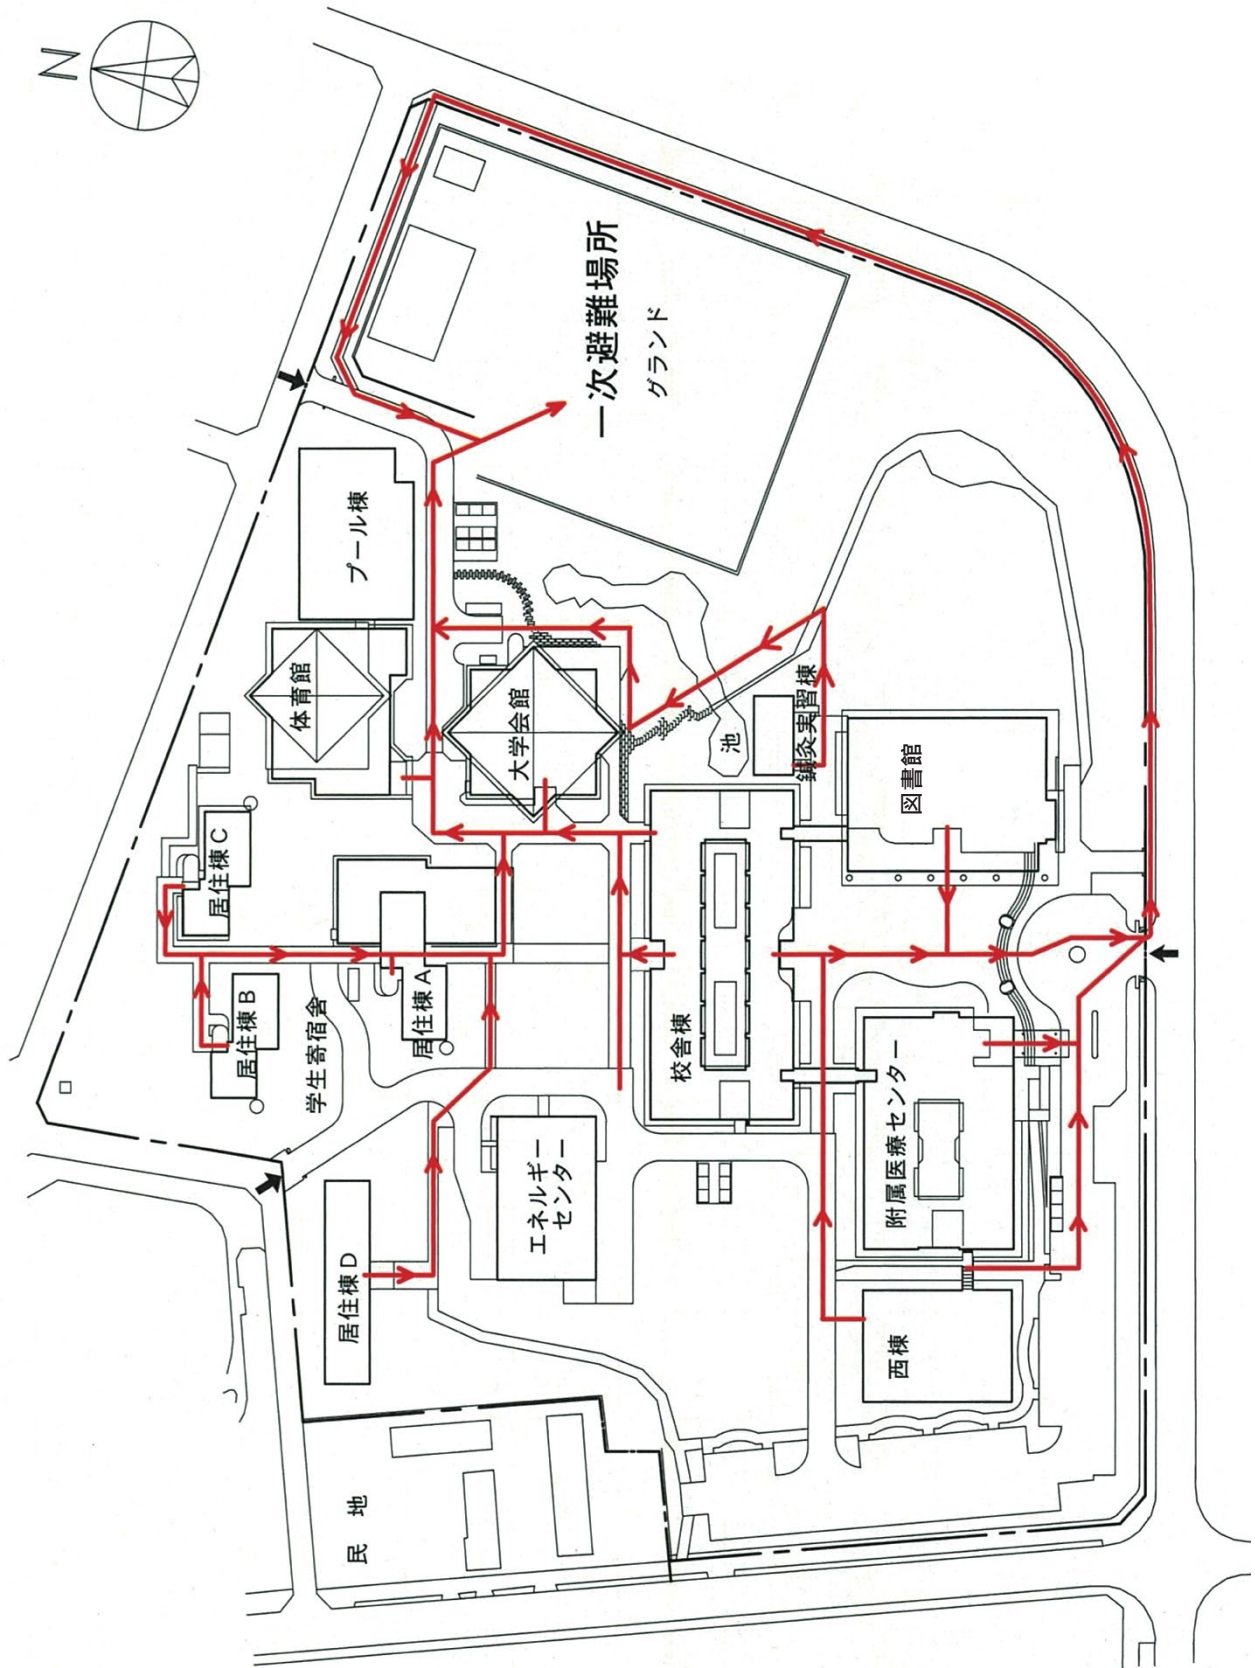 N
一次避難場所
グランド
プール棟
体育館
大学会館
池
鍼灸実習棟
図書館
居住棟C
居住棟B
学生寄宿舎
居住棟A
校舎棟
附属医療センター
エネルギー
センター
居住棟D
西棟
民 地